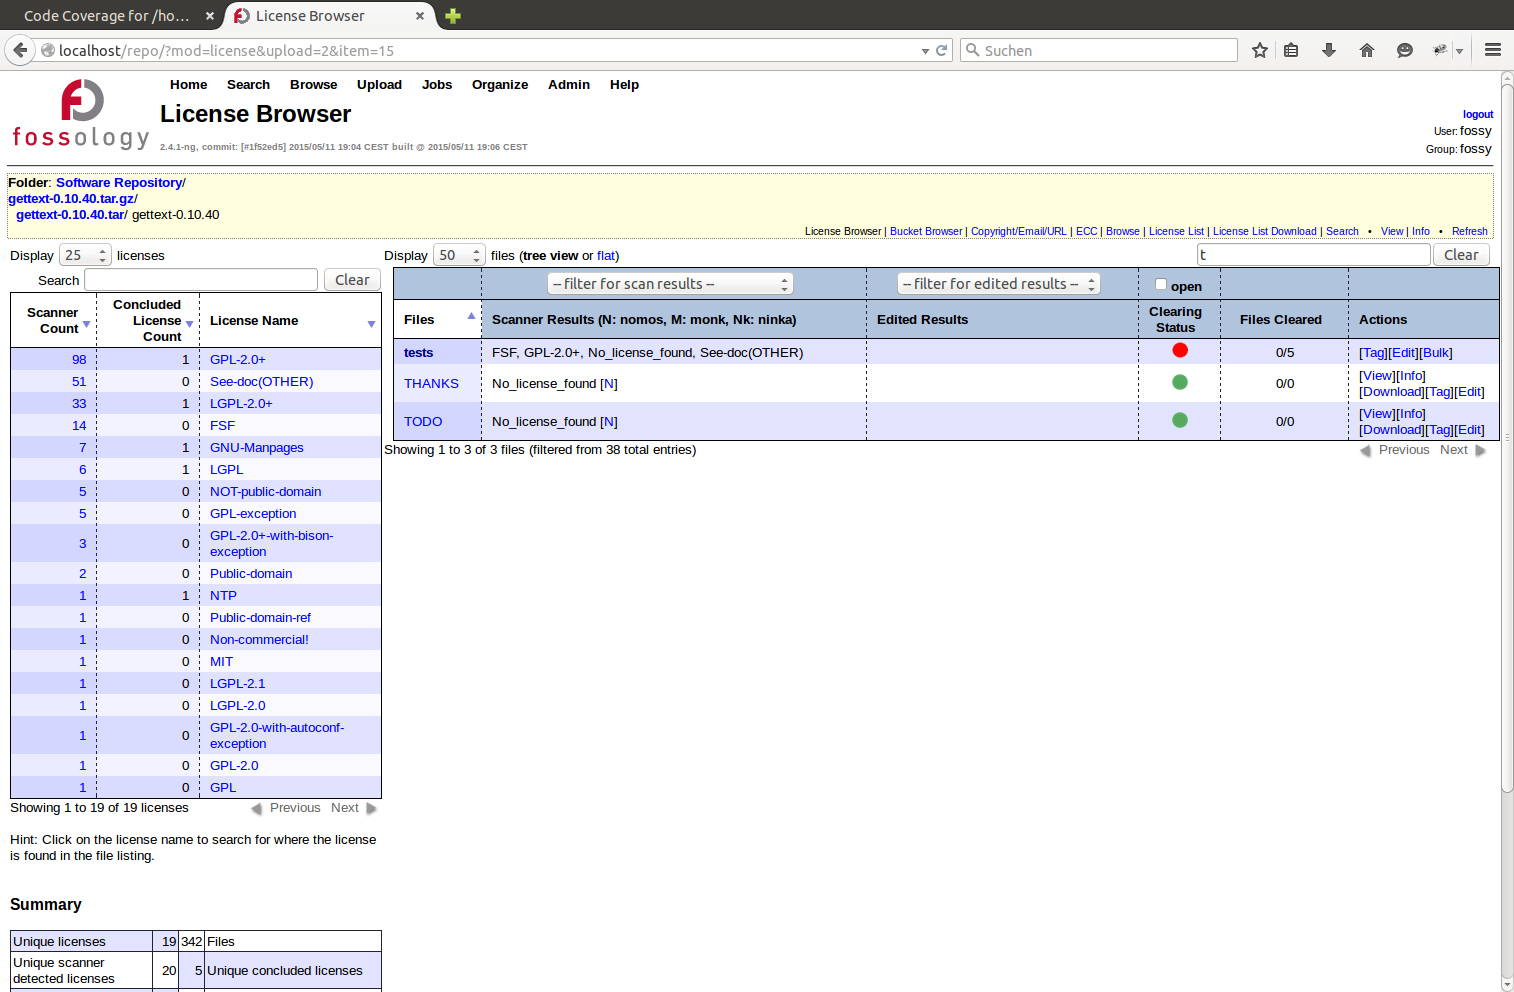 Code Coverage for /ho...
License Browser
localhost/repo/?mod=license&upload=2&item=15
Suchen
fossology
Home Search Browse Upload Jobs Organize Admin Help
License Browser
2.4.1-ng, commit: [#1f52ed5] 2015/05/11 19:04 CEST built @ 2015/05/11 19:06 CEST
logout
User: fossy
Group: fossy
Folder: Software Repository/
gettext-0.10.40.tar.gz/
gettext-0.10.40.tar/ gettext-0.10.40
License Browser | Bucket Browser | Copyright/Email/URL | ECC | Browse | License List | License List Download | Search • View | Info • Refresh
Display 25 licenses
Search Clear
Scanner Count Concluded License Count License Name
98 1 GPL-2.0+
51 0 See-doc(OTHER)
33 1 LGPL-2.0+
14 0 FSF
7 1 GNU-Manpages
6 1 LGPL
5 0 NOT-public-domain
5 0 GPL-exception
3 0 GPL-2.0+-with-bison-exception
2 0 Public-domain
1 1 NTP
1 0 Public-domain-ref
1 0 Non-commercial!
1 0 MIT
1 0 LGPL-2.1
1 0 LGPL-2.0
1 0 GPL-2.0-with-autoconf-exception
1 0 GPL-2.0
1 0 GPL
Showing 1 to 19 of 19 licenses Previous Next
Hint: Click on the license name to search for where the license
is found in the file listing.
Summary
Unique licenses 19 342 Files
Unique scanner detected licenses 20 5 Unique concluded licenses
Display 50 files (tree view or flat) t Clear
-- filter for scan results -- -- filter for edited results -- open
Files Scanner Results (N: nomos, M: monk, Nk: ninka) Edited Results Clearing Status Files Cleared Actions
tests FSF, GPL-2.0+, No_license_found, See-doc(OTHER) 0/5 [Tag][Edit][Bulk]
THANKS No_license_found [N] 0/0 [View][Info][Download][Tag][Edit]
TODO No_license_found [N] 0/0 [View][Info][Download][Tag][Edit]
Showing 1 to 3 of 3 files (filtered from 38 total entries) Previous Next